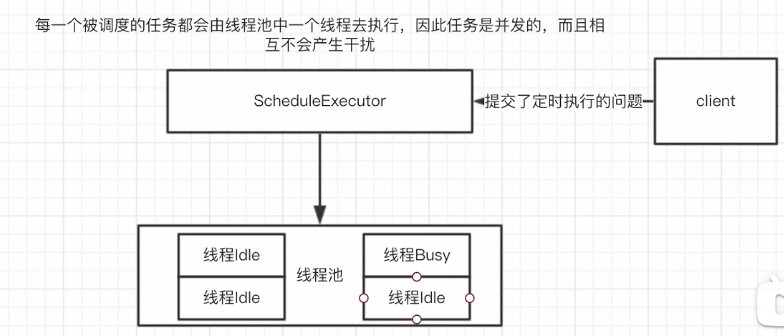 每一个被调度的任务都会由线程池中一个线程去执行，因此任务是并发的，而且相
互不会产生干扰
ScheduleExecutor
提交了定时执行的问题
client
线程Idle
线程Busy
线程池
线程Idle
线程Idle